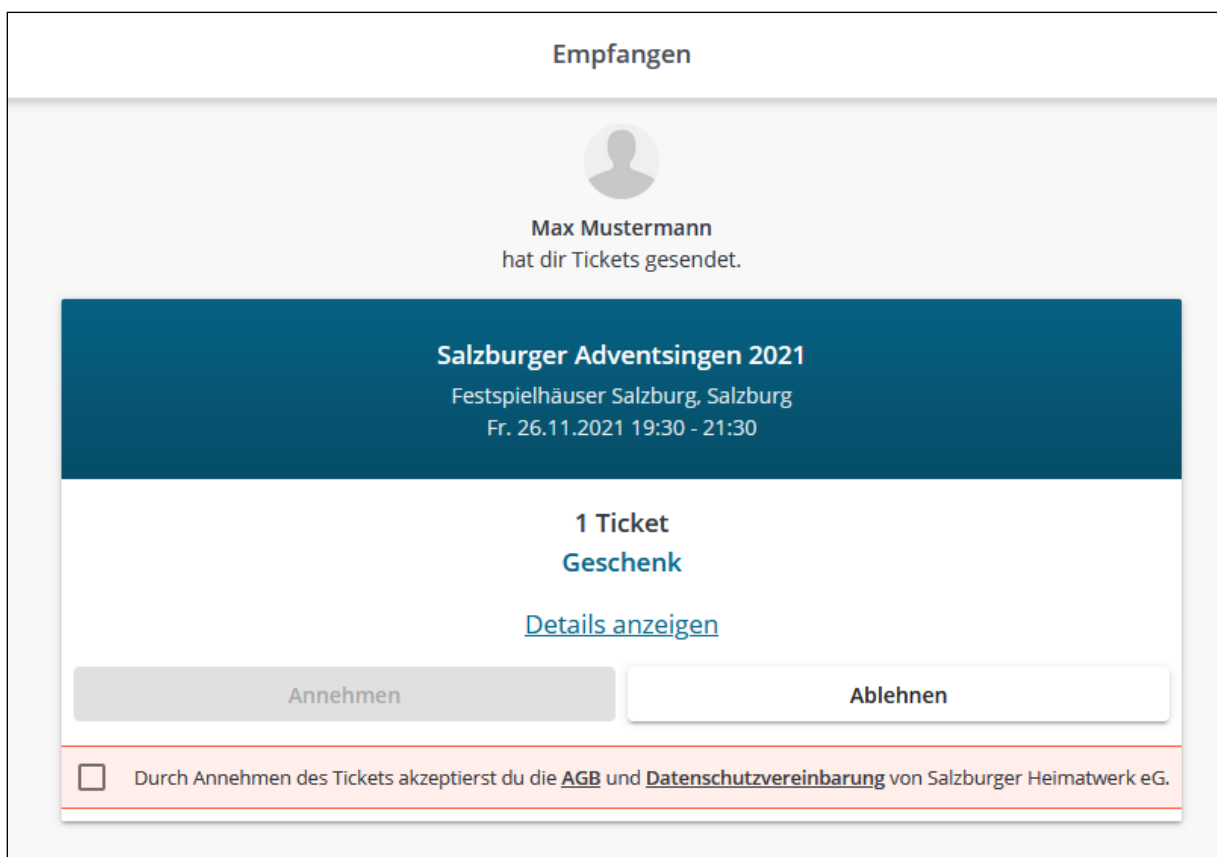 Empfangen
Max Mustermann
hat dir Tickets gesendet.
Salzburger Adventsingen 2021
Festspielhäuser Salzburg, Salzburg
Fr. 26.11.2021 19:30 - 21:30
1 Ticket
Geschenk
Details anzeigen
Annehmen
Ablehnen
Durch Annehmen des Tickets akzeptierst du die AGB und Datenschutzvereinbarung von Salzburger Heimatwerk eG.